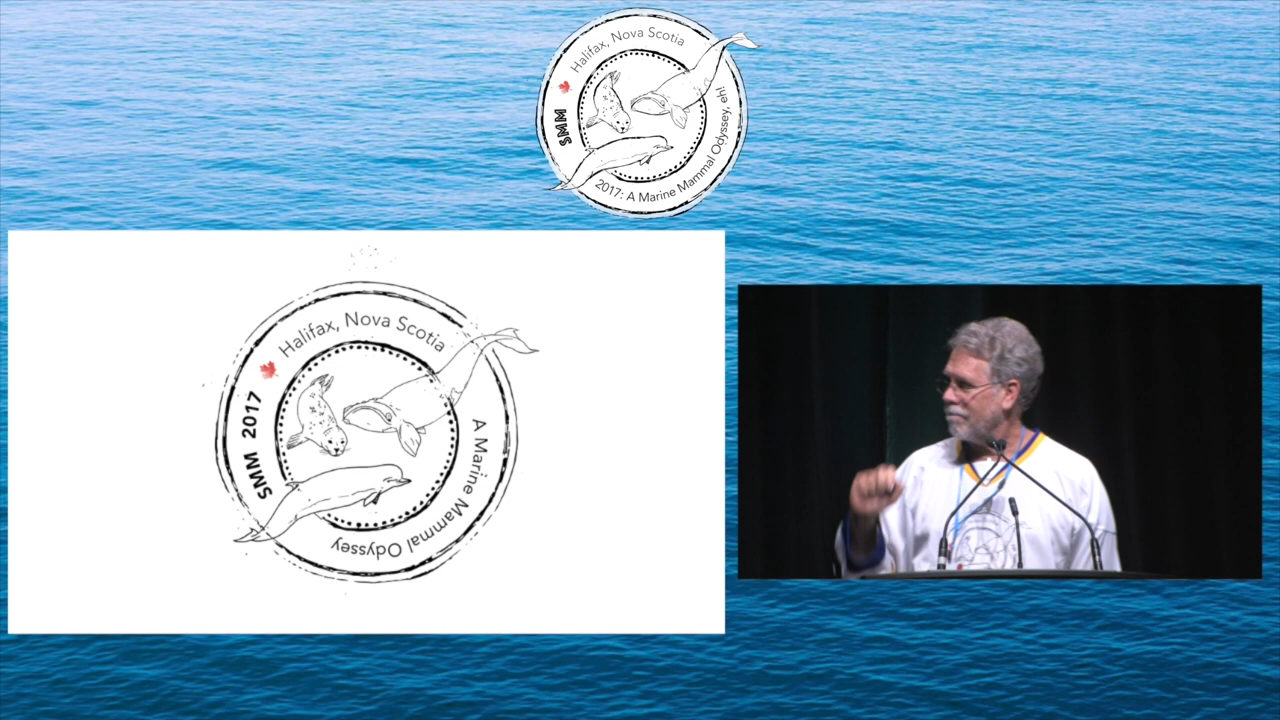 SMM Halifax, Nova Scotia
2017: A Marine Mammal Odyssey, eh!
SMM 2017 Halifax, Nova Scotia
A Marine Mammal Odyssey